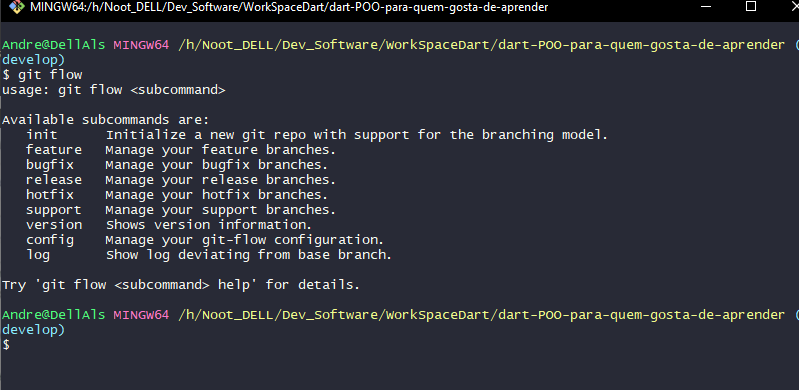 MINGW64:/h/Noot_DELL/Dev_Software/WorkSpaceDart/dart-POO-para-quem-gosta-de-aprender
Andre@DellAls MINGW64 /h/Noot_DELL/Dev_Software/WorkSpaceDart/dart-POO-para-quem-gosta-de-aprender (
develop)
$ git flow
usage: git flow <subcommand>
Available subcommands are:
init Initialize a new git repo with support for the branching model.
feature Manage your feature branches.
bugfix Manage your bugfix branches.
release Manage your release branches.
hotfix Manage your hotfix branches.
support Manage your support branches.
version Shows version information.
config Manage your git-flow configuration.
log Show log deviating from base branch.
Try 'git flow <subcommand> help' for details.
Andre@DellAls MINGW64 /h/Noot_DELL/Dev_Software/WorkSpaceDart/dart-POO-para-quem-gosta-de-aprender (
develop)
$